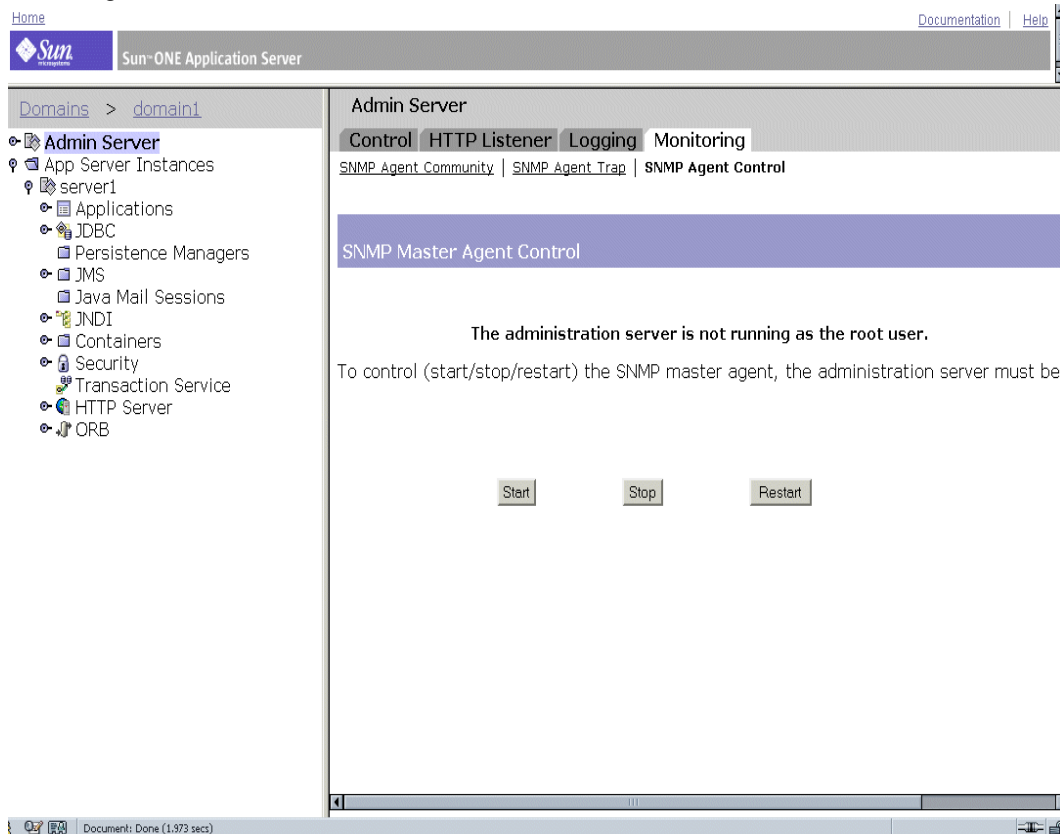 Home
Documentation | Help
Sun
microsystems
Sun™ ONE Application Server
Domains > domain1
Admin Server
App Server Instances
server1
Applications
JDBC
Persistence Managers
JMS
Java Mail Sessions
JNDI
Containers
Security
Transaction Service
HTTP Server
ORB
Admin Server
Control HTTP Listener Logging Monitoring
SNMP Agent Community | SNMP Agent Trap | SNMP Agent Control
SNMP Master Agent Control
The administration server is not running as the root user.
To control (start/stop/restart) the SNMP master agent, the administration server must be
Start Stop Restart
Document: Done (1.973 secs)